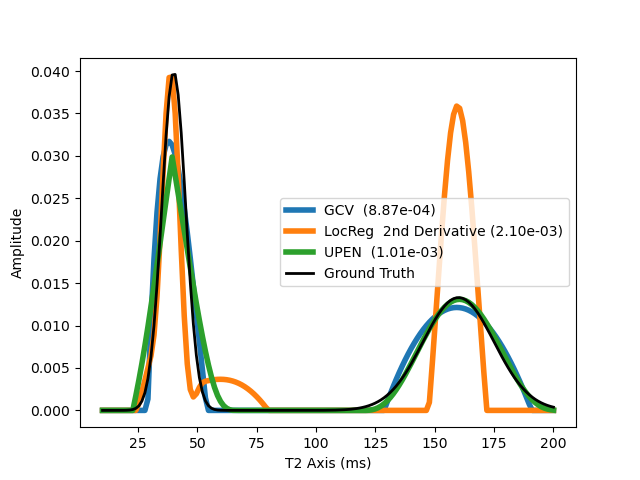 0.040
0.035
0.030
0.025
0.020
0.015
0.010
0.005
0.000
Amplitude
GCV (8.87e-04)
LocReg 2nd Derivative (2.10e-03)
UPEN (1.01e-03)
Ground Truth
25 50 75 100 125 150 175 200
T2 Axis (ms)